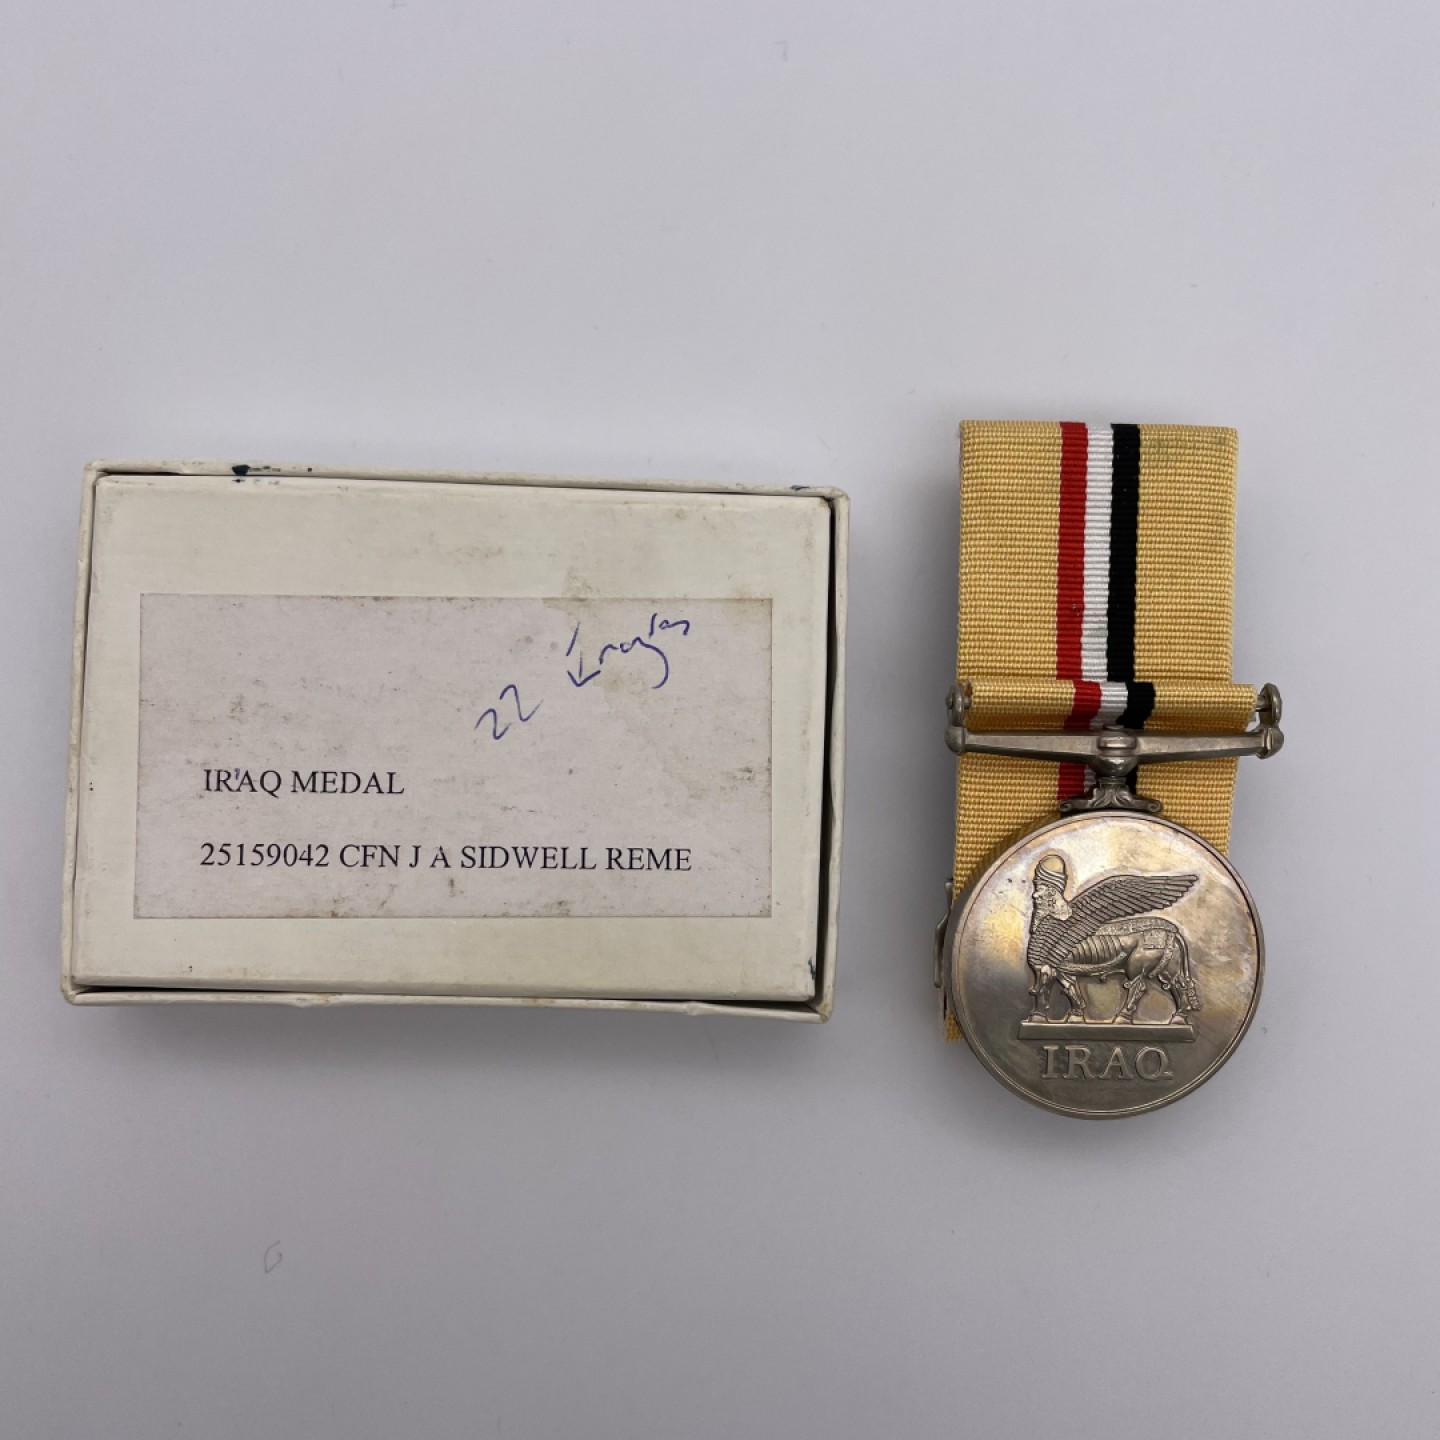 22
IRAQ MEDAL
25159042 CFN J A SIDWELL REME
IRAQ